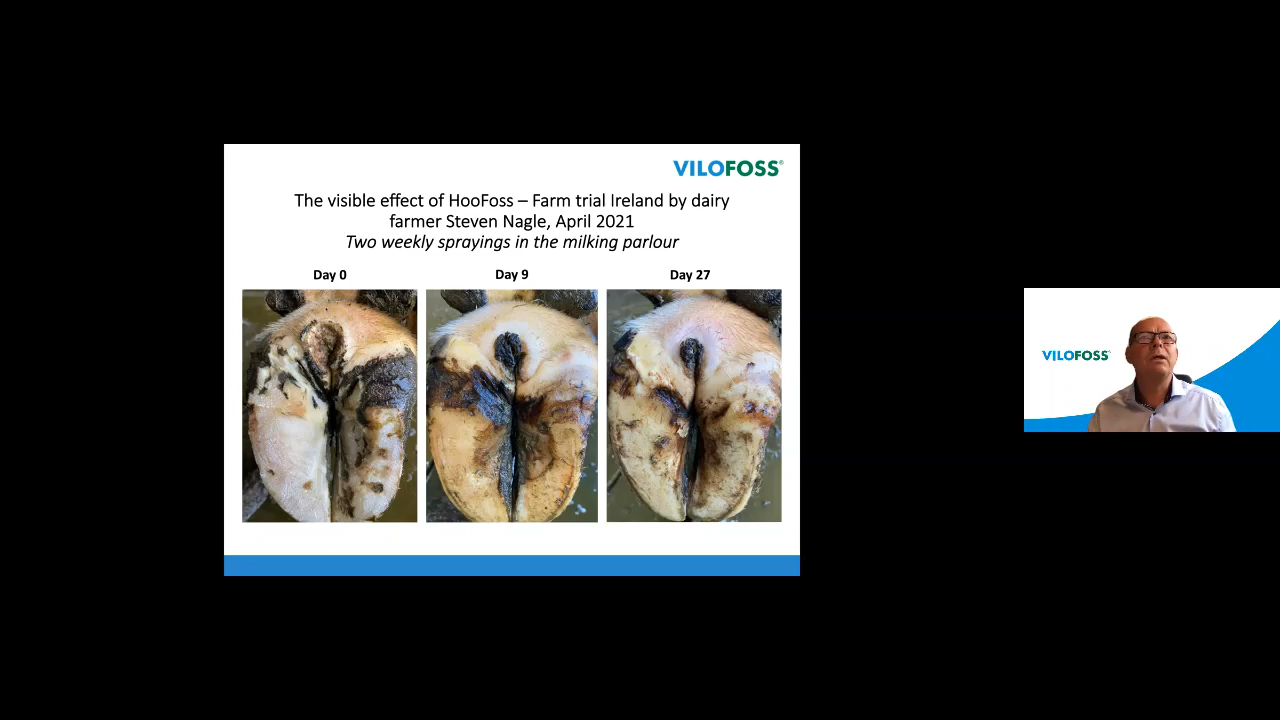 VILOFOSS®
The visible effect of HooFoss – Farm trial Ireland by dairy
farmer Steven Nagle, April 2021
Two weekly sprayings in the milking parlour
Day 0
Day 9
Day 27
VILOFOSS®